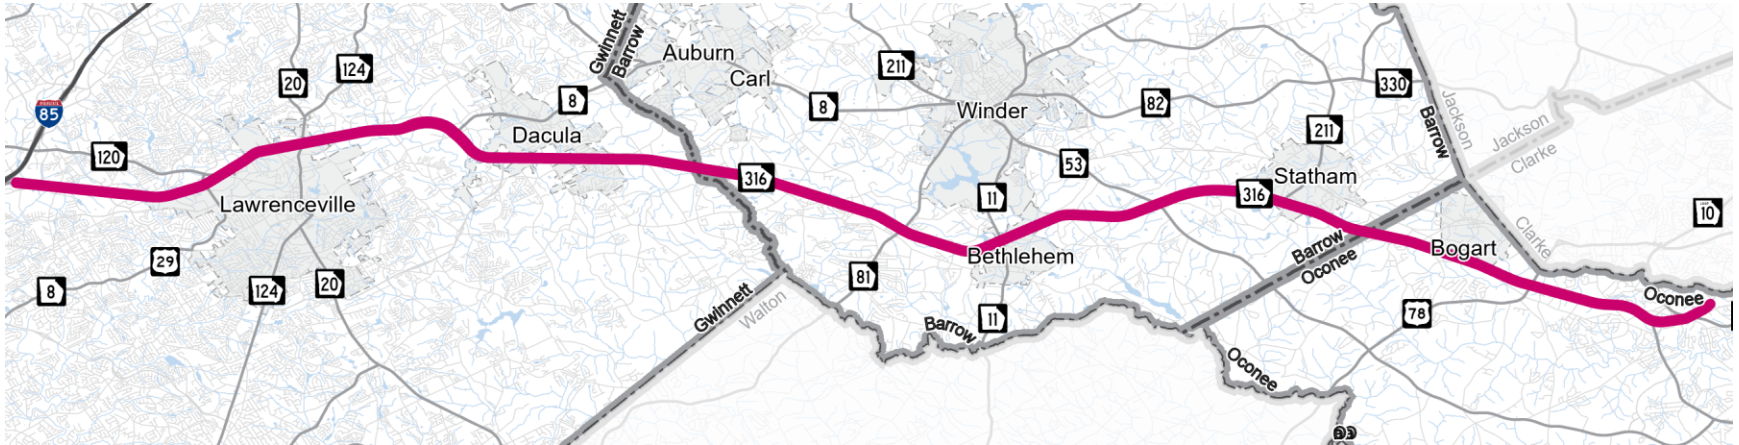 Gwinnett
Barrow
Auburn
Carl
20
124
211
85
8
8
Winder
82
330
Jackson
Barrow
Jackson
Clarke
120
Dacula
53
211
316
11
316
Statham
Lawrenceville
10
Clarke
29
Bethlehem
Barrow
Oconee
Bogart
8
124
20
81
Gwinnett
Walton
11
Barrow
78
Oconee
Oconee